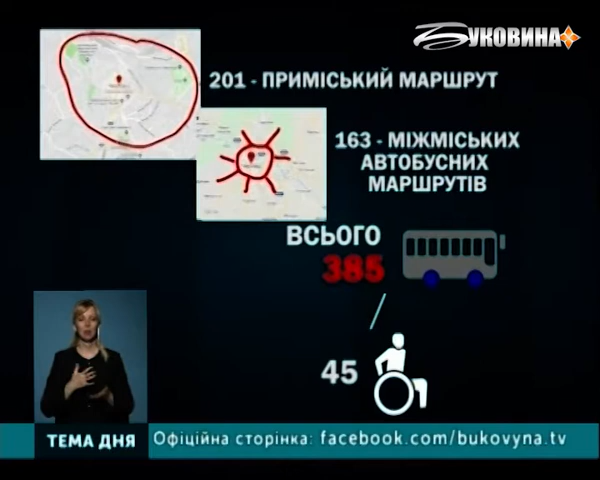 БУКОВИНА
201 - ПРИМІСЬКИЙ МАРШРУТ
163 - МІЖМІСЬКИХ
АВТОБУСНИХ
МАРШРУТІВ
ВСЬОГО
385
45
ТЕМА ДНЯ
Офіційна сторінка: facebook.com/bukovyna.tv